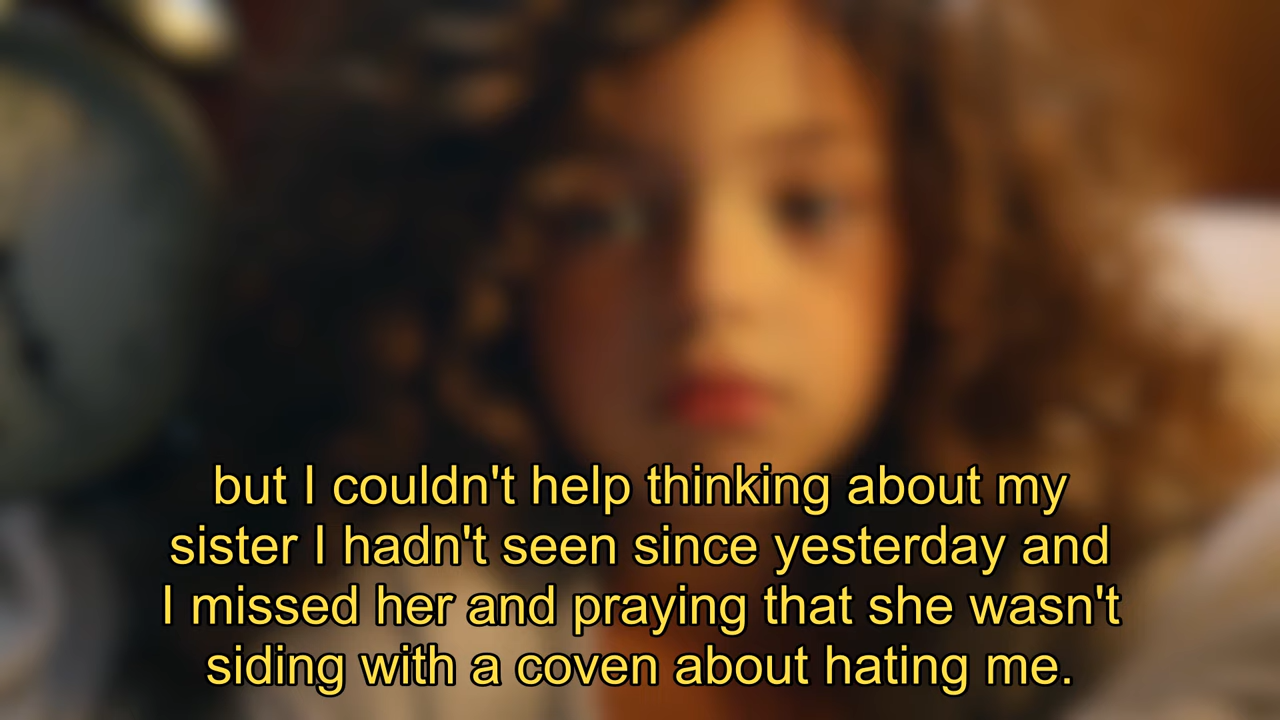 but I couldn't help thinking about my
sister I hadn't seen since yesterday and
I missed her and praying that she wasn't
siding with a coven about hating me.